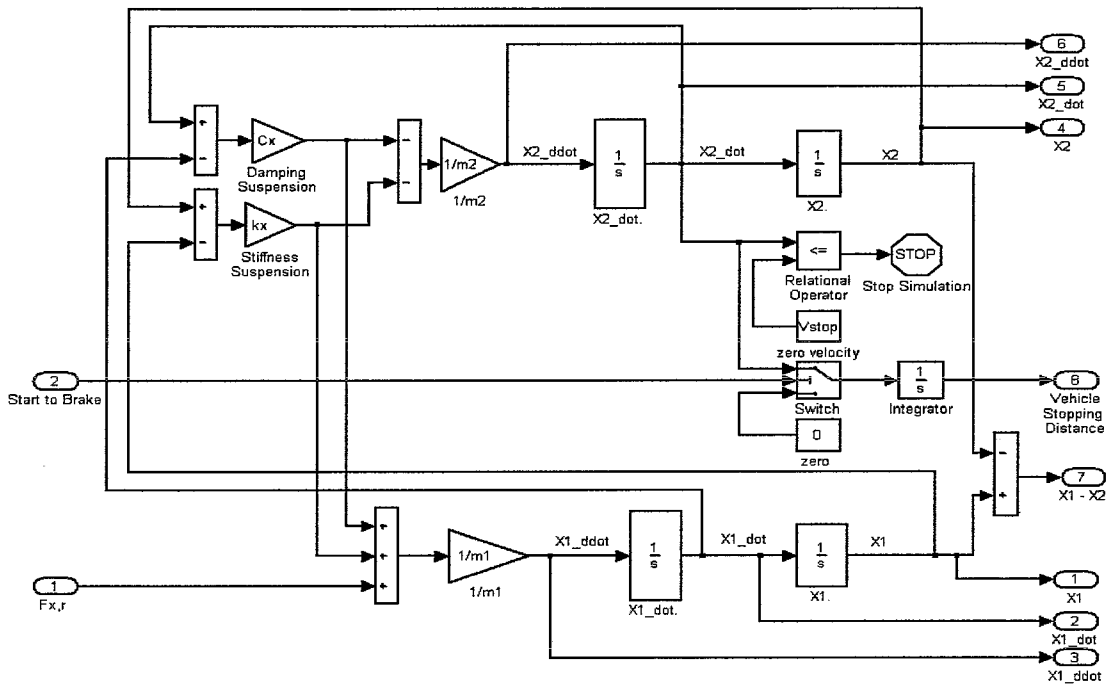 6
X2_ddot
5
X2_dot
4
X2
+
-
Cx
Damping
Suspension
+
-
kx
Stiffness
Suspension
-
-
1/m2
1/m2
X2_ddot
1
s
X2_dot.
X2_dot
1
s
X2.
X2
<=
Relational
Operator
STOP
Stop Simulation
Vstop
zero velocity
2
Start to Brake
Switch
1
s
Integrator
8
Vehicle
Stopping
Distance
0
zero
-
+
7
X1 - X2
+
+
+
1
Fx,r
1/m1
1/m1
X1_ddot
1
s
X1_dot.
X1_dot
1
s
X1.
X1
1
X1
2
X1_dot
3
X1_ddot